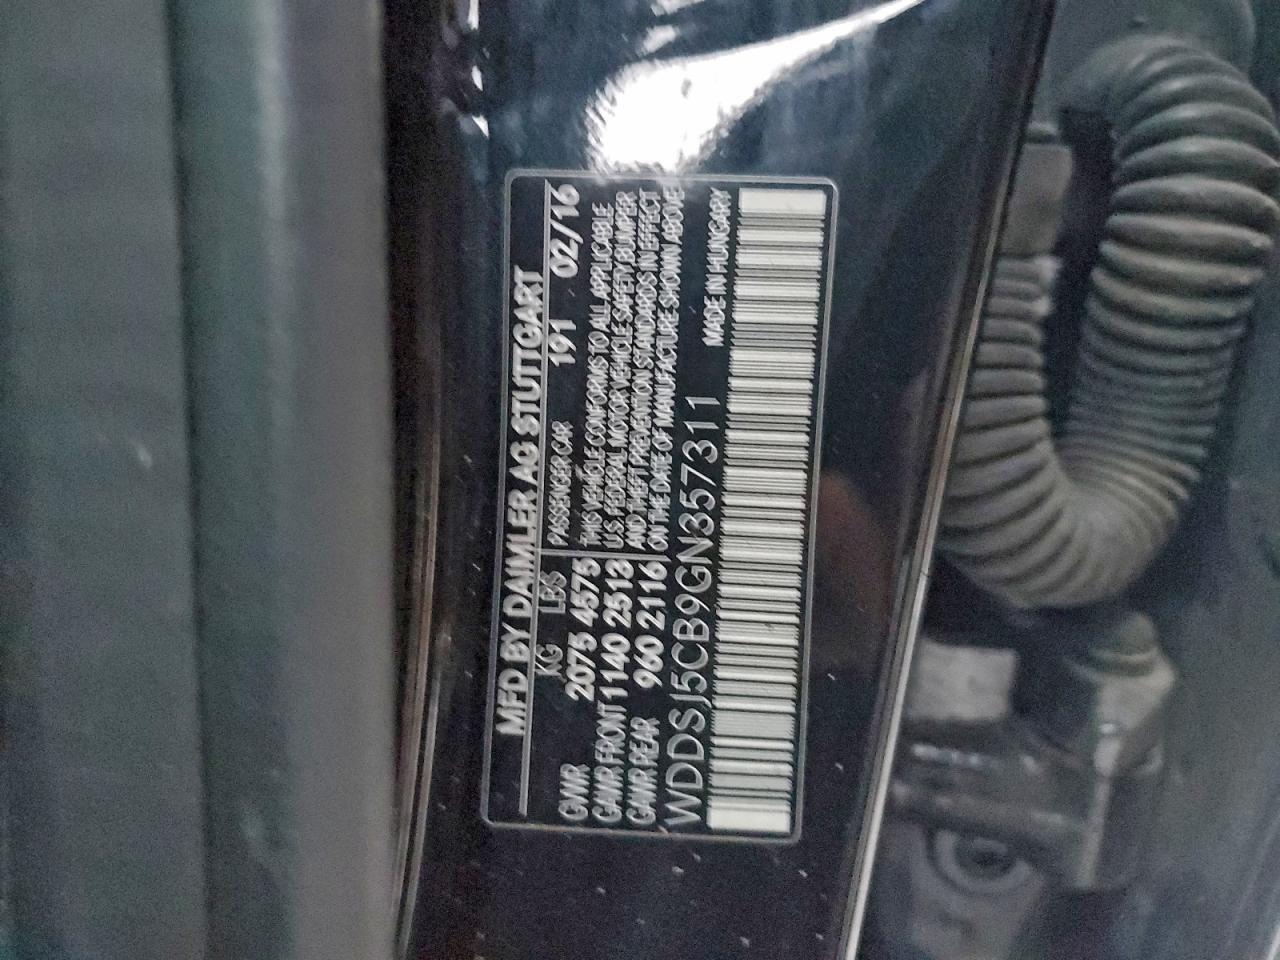 MFD BY DAIMLER AG STUTTGART
KG LBS PASSENGER CAR 191 02/16
GVWR 2075 4575 THIS VEHICLE CONFORMS TO ALL APPLICABLE
GAWR FRONT 1140 2513 U.S. FEDERAL MOTOR VEHICLE SAFETY BUMPER
GAWR REAR 960 2116 AND THEFT PREVENTION STANDARDS IN EFFECT
ON THE DATE OF MANUFACTURE SHOWN ABOVE
WDDSJ5CB9GN357311 MADE IN HUNGARY